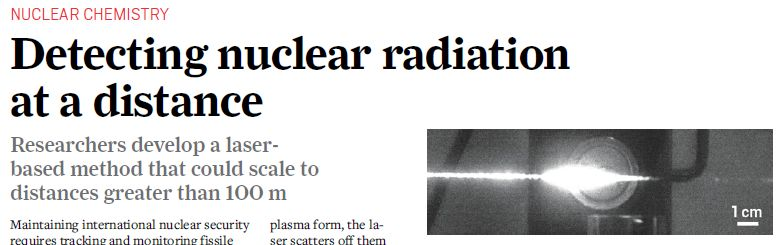 NUCLEAR CHEMISTRY
Detecting nuclear radiation
at a distance
Researchers develop a laser-
based method that could scale to
distances greater than 100 m
Maintaining international nuclear security
requires tracking and monitoring fissile
plasma form, the la-
ser scatters off them
1 cm